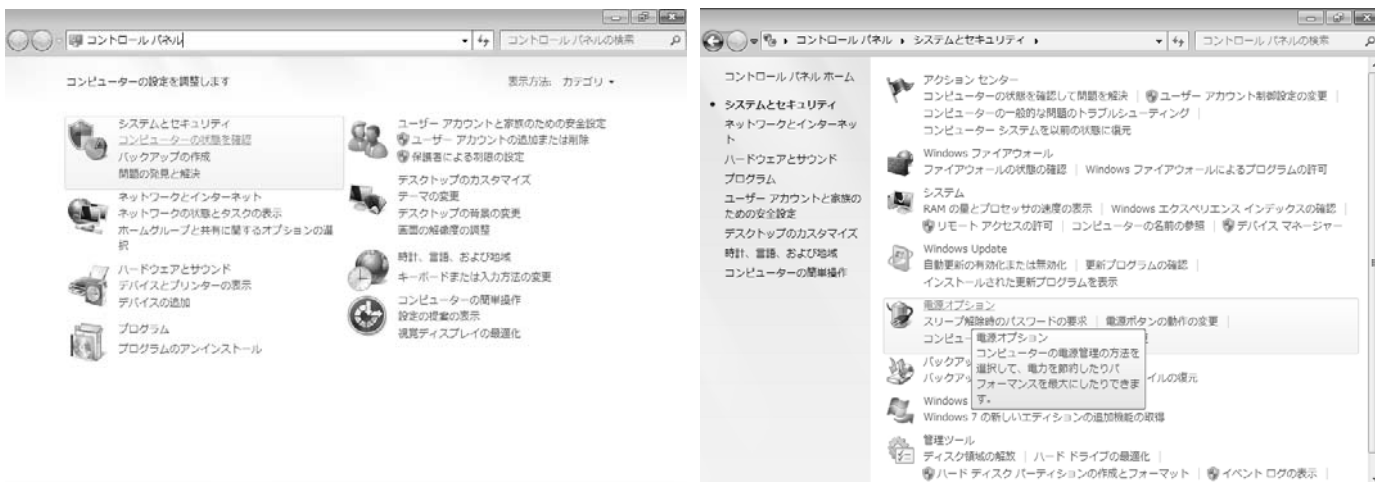 コントロール パネル
コントロール パネルの検索
コンピューターの設定を調整します
表示方法: カテゴリ
システムとセキュリティ
コンピューターの状態を確認
バックアップの作成
問題の発見と解決
ネットワークとインターネット
ネットワークの状態とタスクの表示
ホームグループと共有に関するオプションの選
択
ハードウェアとサウンド
デバイスとプリンターの表示
デバイスの追加
プログラム
プログラムのアンインストール
ユーザー アカウントと家族のための安全設定
ユーザー アカウントの追加または削除
保護者による制限の設定
デスクトップのカスタマイズ
テーマの変更
デスクトップの背景の変更
画面の解像度の調整
時計、言語、および地域
キーボードまたは入力方法の変更
コンピューターの簡単操作
設定の提案の表示
視覚ディスプレイの最適化
コントロール パネル システムとセキュリティ
コントロール パネルの検索
コントロール パネル ホーム
システムとセキュリティ
ネットワークとインターネッ
ト
ハードウェアとサウンド
プログラム
ユーザー アカウントと家族の
ための安全設定
デスクトップのカスタマイズ
時計、言語、および地域
コンピューターの簡単操作
アクション センター
コンピューターの状態を確認して問題を解決 | ユーザー アカウント制御設定の変更 |
コンピューターの一般的な問題のトラブルシューティング |
コンピューター システムを以前の状態に復元
Windows ファイアウォール
ファイアウォールの状態の確認 | Windows ファイアウォールによるプログラムの許可
システム
RAM の量とプロセッサの速度の表示 | Windows エクスペリエンス インデックスの確認 |
リモート アクセスの許可 | コンピューターの名前の参照 | デバイス マネージャー
Windows Update
自動更新の有効化または無効化 | 更新プログラムの確認 |
インストールされた更新プログラムを表示
電源オプション
スリープ解除時のパスワードの要求 | 電源ボタンの動作の変更 |
コンピュー
電源オプション
コンピューターの電源管理の方法を
選択して、電力を節約したりパ
フォーマンスを最大にしたりできま
す。
バックアッ
バックアッ イルの復元
Windows
Windows 7 の新しいエディションの追加機能の取得
管理ツール
ディスク領域の解放 | ハード ドライブの最適化 |
ハード ディスク パーティションの作成とフォーマット | イベント ログの表示 |